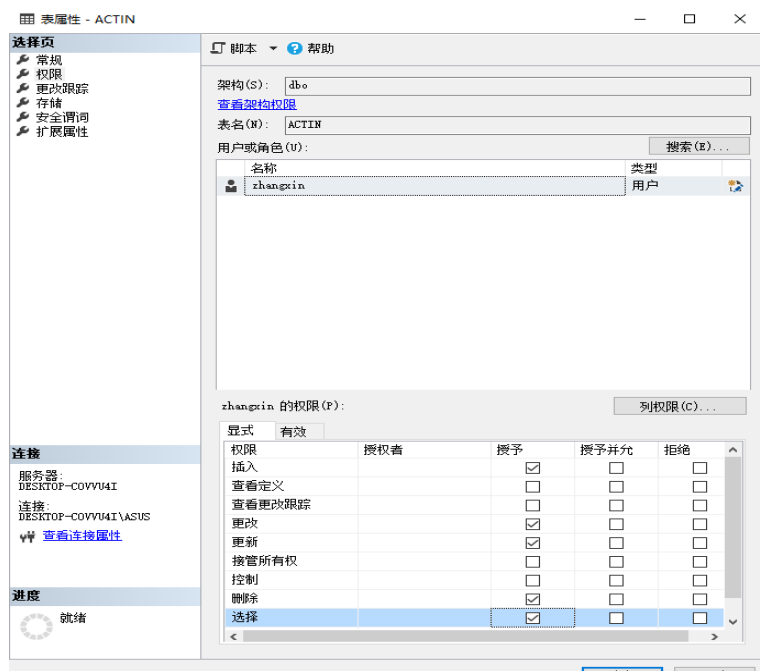 表属性 - ACTIN
选择页
常规
权限
更改跟踪
存储
安全谓词
扩展属性
脚本 帮助
架构(S): dbo
查看架构权限
表名(N): ACTIN
用户或角色(U): 搜索(E)...
名称 类型
zhangxin 用户
zhangxin 的权限(P): 列权限(C)...
显式 有效
权限 授权者 授予 授予并允 拒绝
插入
查看定义
查看更改跟踪
更改
更新
接管所有权
控制
删除
选择
连接
服务器:
DESKTOP-COVVU4I
连接:
DESKTOP-COVVU4I\ASUS
查看连接属性
进度
就绪